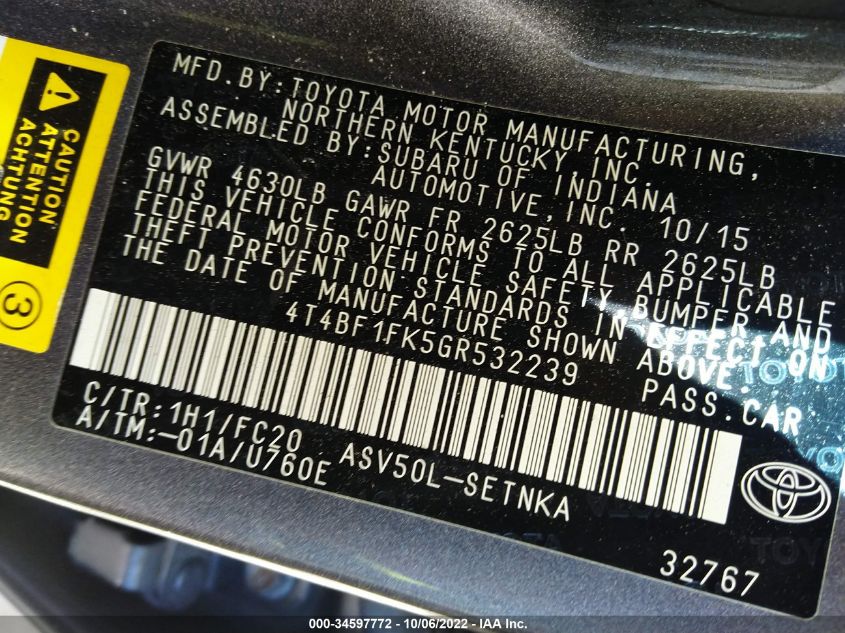 CAUTION
ATTENTION
ACHTUNG
3
MFD.BY:TOYOTA MOTOR MANUFACTURING,
NORTHERN KENTUCKY,INC.
ASSEMBLED BY:SUBARU OF INDIANA
AUTOMOTIVE,INC. 10/15
GVWR 4630LB GAWR FR 2625LB RR 2625LB
THIS VEHICLE CONFORMS TO ALL APPLICABLE
FEDERAL MOTOR VEHICLE SAFETY,BUMPER AND
THEFT PREVENTION STANDARDS IN EFFECT ON
THE DATE OF MANUFACTURE SHOWN ABOVE.
4T4BF1FK5GR532239 PASS.CAR
C/TR:1H1/FC20
A/TM:-01A/U760E ASV50L-SETNKA
32767
000-34597772 - 10/06/2022 - IAA Inc.